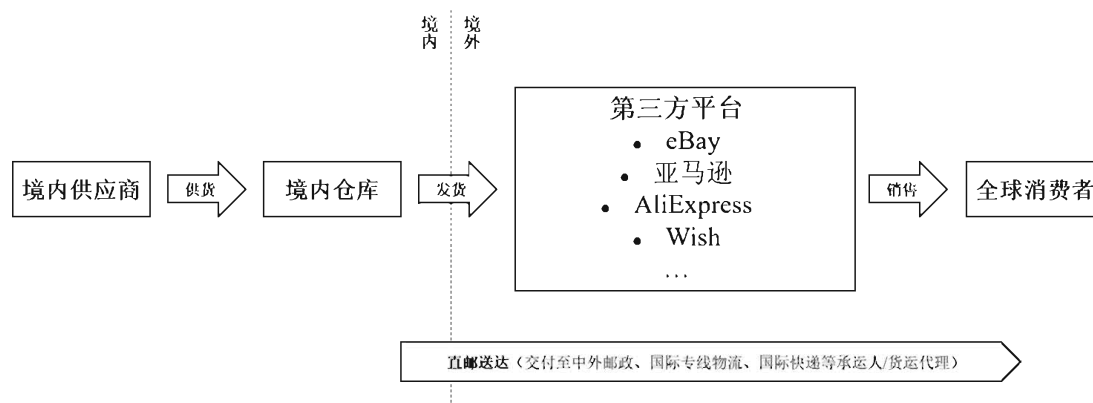 境内
境外
第三方平台
• eBay
• 亚马逊
• AliExpress
• Wish
...
境内供应商
供货
境内仓库
发货
销售
全球消费者
直邮送达（交付至中外邮政、国际专线物流、国际快递等承运人/货运代理）